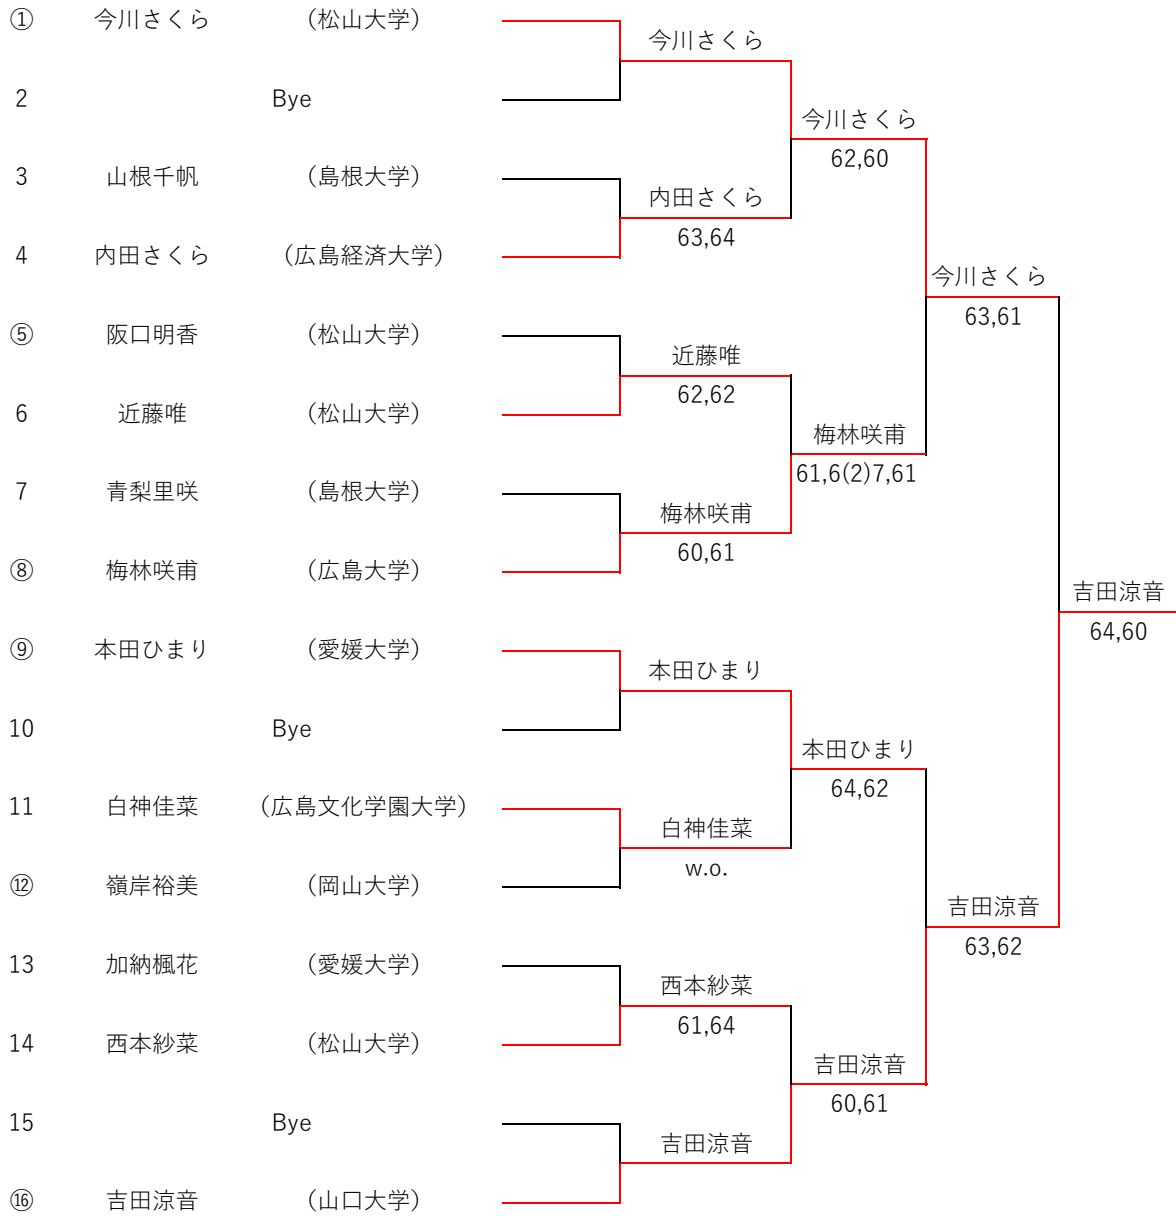 ① 今川さくら （松山大学）
今川さくら
2 Bye
今川さくら
62,60
3 山根千帆 （島根大学）
内田さくら
63,64
4 内田さくら （広島経済大学）
今川さくら
63,61
⑤ 阪口明香 （松山大学）
近藤唯
62,62
6 近藤唯 （松山大学）
梅林咲甫
61,6(2)7,61
7 青梨里咲 （島根大学）
梅林咲甫
60,61
⑧ 梅林咲甫 （広島大学）
吉田涼音
64,60
⑨ 本田ひまり （愛媛大学）
本田ひまり
10 Bye
本田ひまり
64,62
11 白神佳菜 （広島文化学園大学）
白神佳菜
w.o.
⑫ 嶺岸裕美 （岡山大学）
吉田涼音
63,62
13 加納楓花 （愛媛大学）
西本紗菜
61,64
14 西本紗菜 （松山大学）
吉田涼音
60,61
15 Bye
吉田涼音
⑯ 吉田涼音 （山口大学）